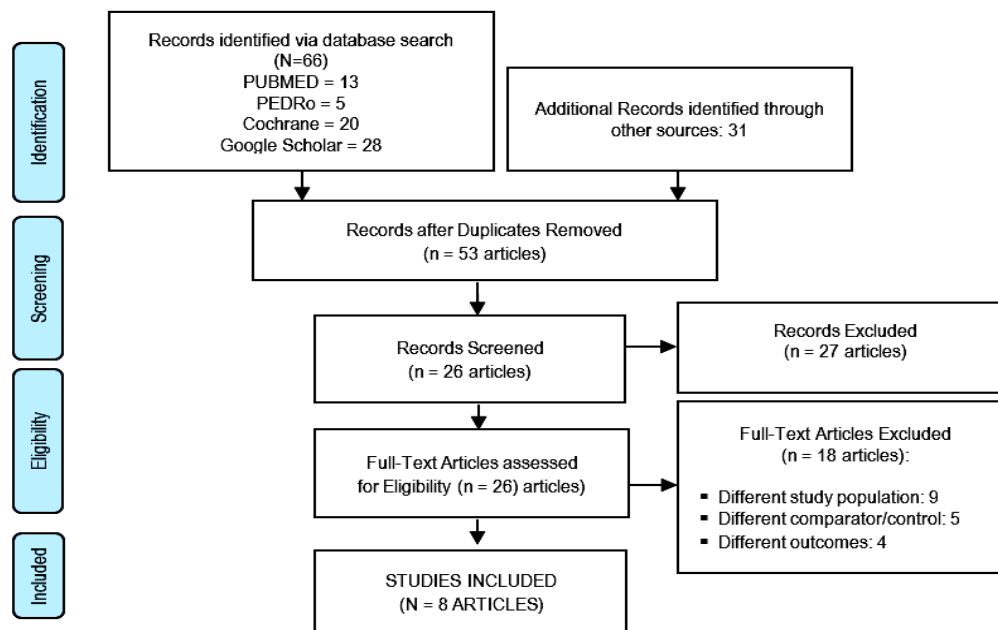 Identification
Records identified via database search
(N=66)
PUBMED = 13
PEDRo = 5
Cochrane = 20
Google Scholar = 28
Additional Records identified through
other sources: 31
Screening
Records after Duplicates Removed
(n = 53 articles)
Records Screened
(n = 26 articles)
Records Excluded
(n = 27 articles)
Eligibility
Full-Text Articles assessed
for Eligibility (n = 26) articles)
Full-Text Articles Excluded
(n = 18 articles):
▪ Different study population: 9
▪ Different comparator/control: 5
▪ Different outcomes: 4
Included
STUDIES INCLUDED
(N = 8 ARTICLES)